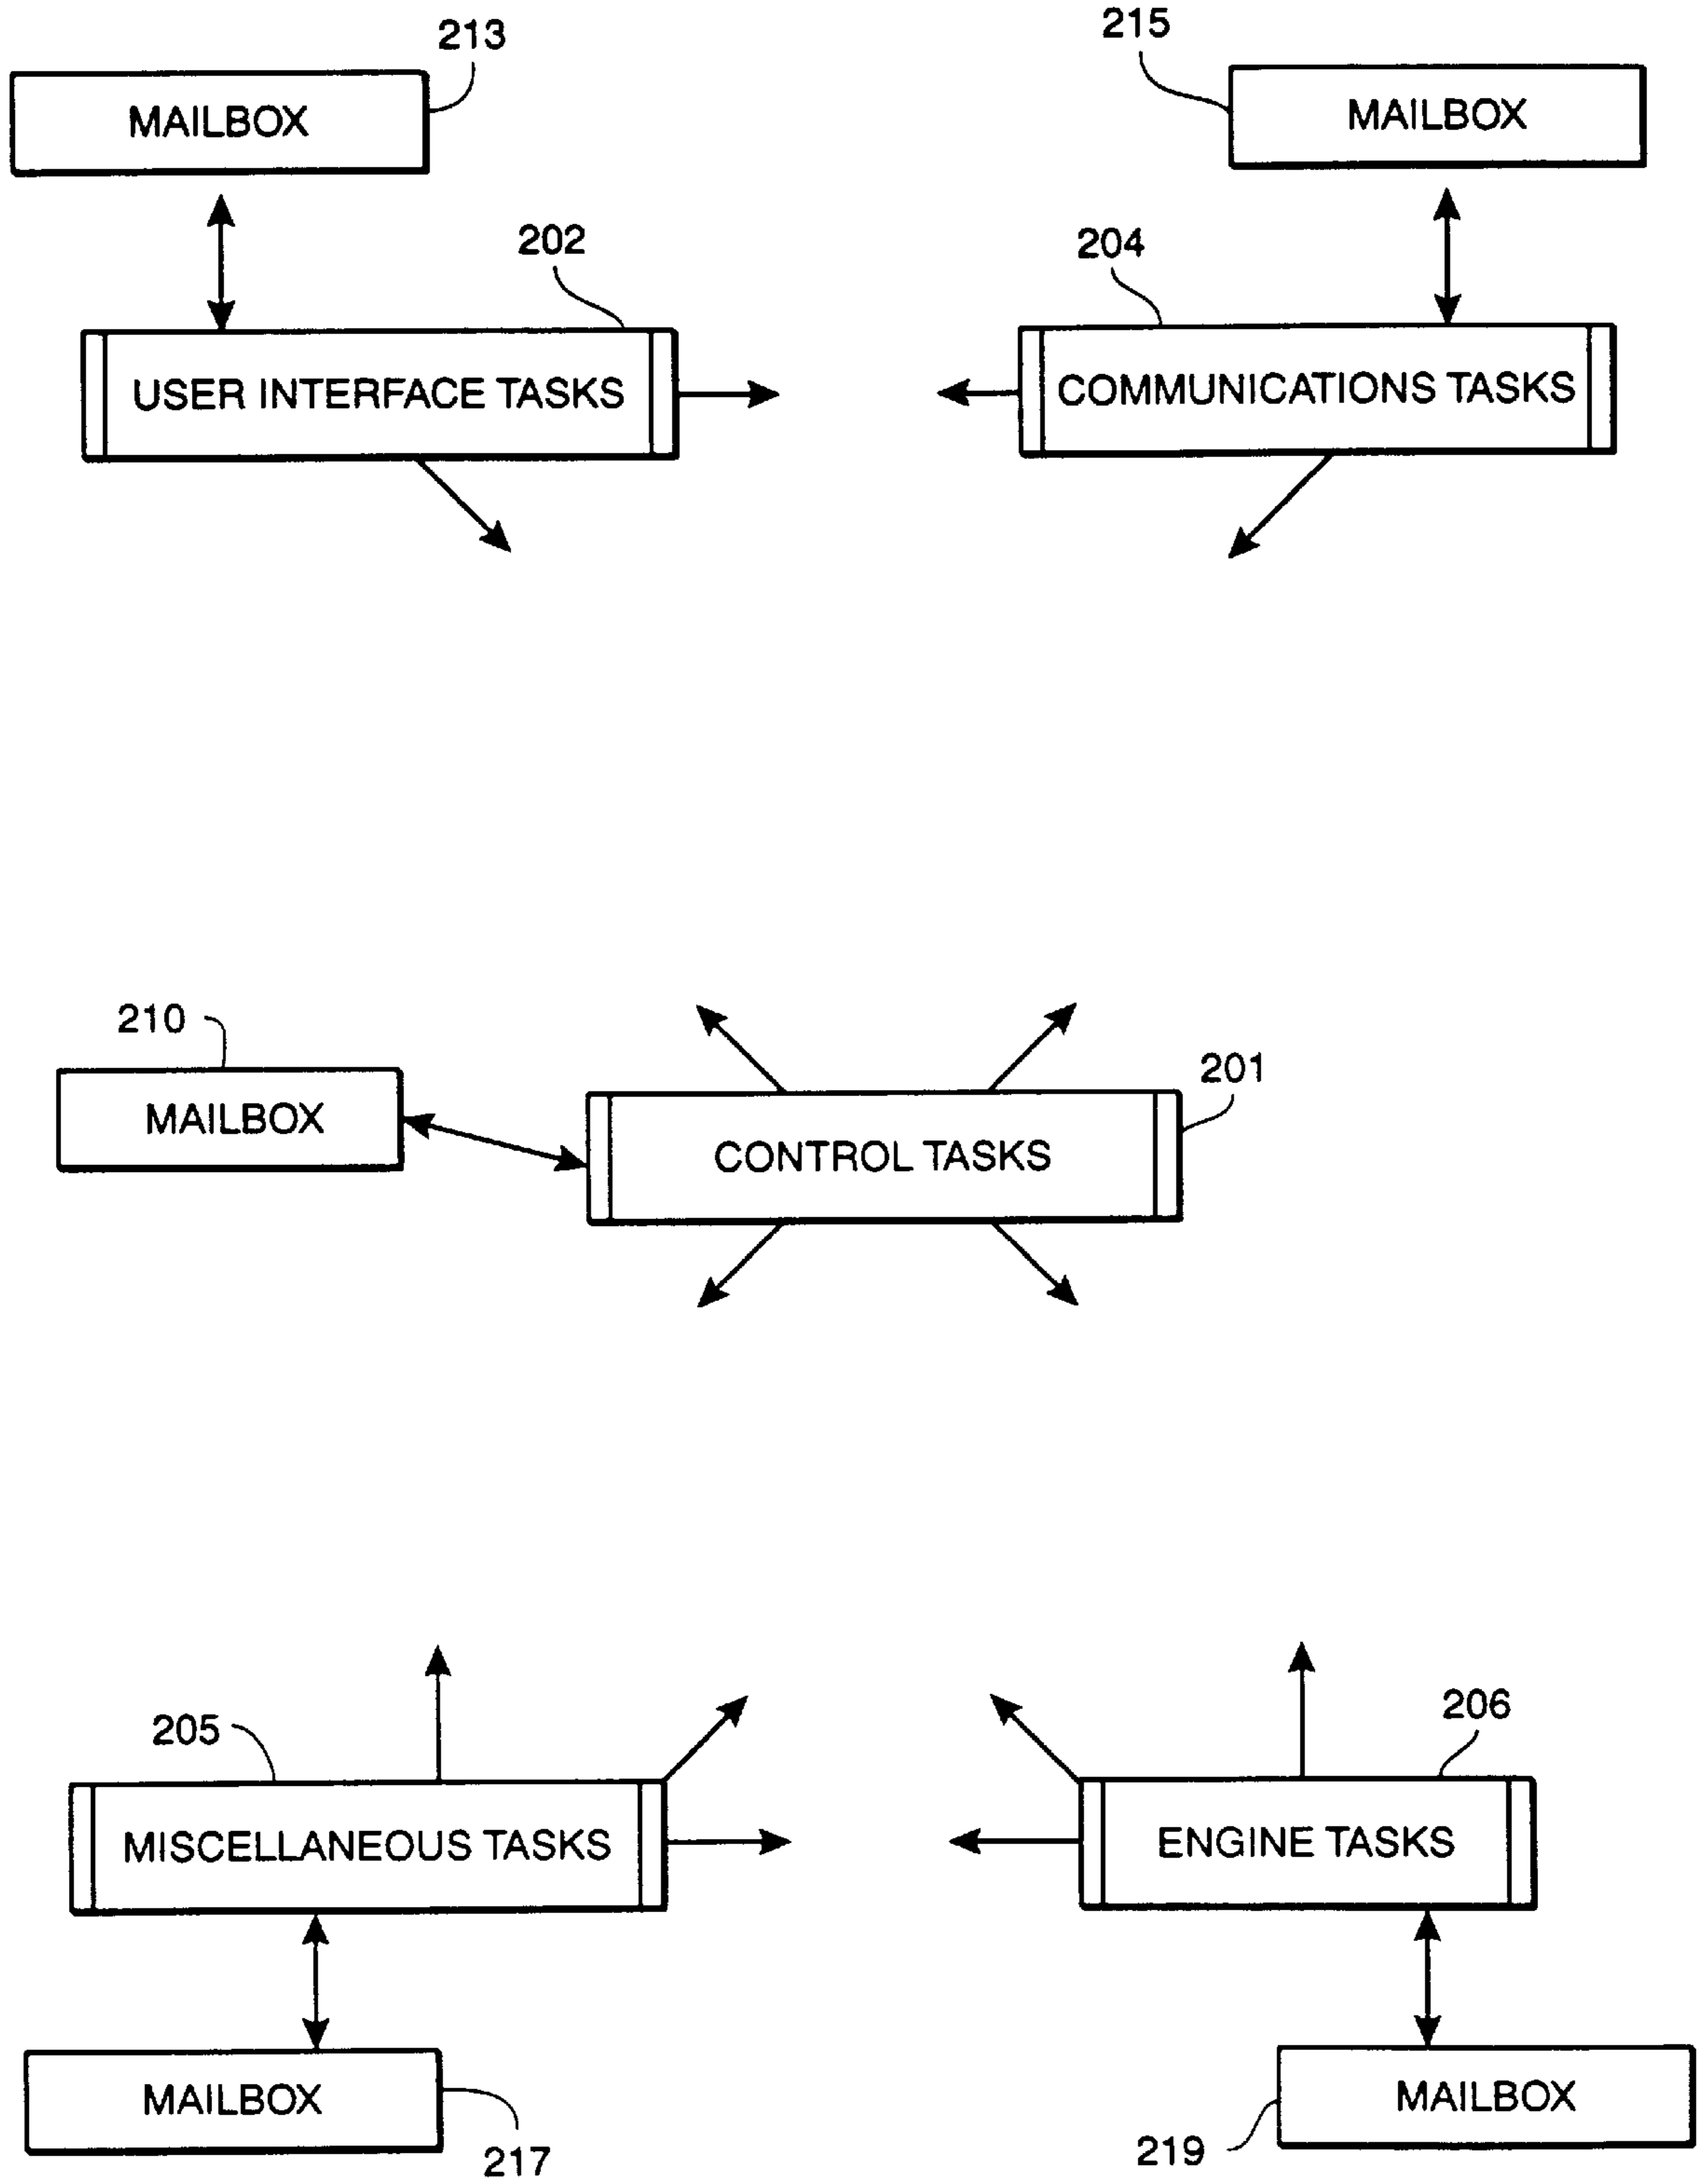 213
215
MAILBOX
MAILBOX
202
204
USER INTERFACE TASKS
COMMUNICATIONS TASKS
210
201
MAILBOX
CONTROL TASKS
205
206
MISCELLANEOUS TASKS
ENGINE TASKS
MAILBOX
MAILBOX
217
219